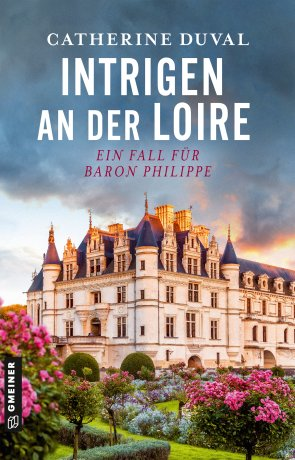 CATHERINE DUVAL
INTRIGEN
AN DER LOIRE
EIN FALL FÜR
BARON PHILIPPE
GMEINER